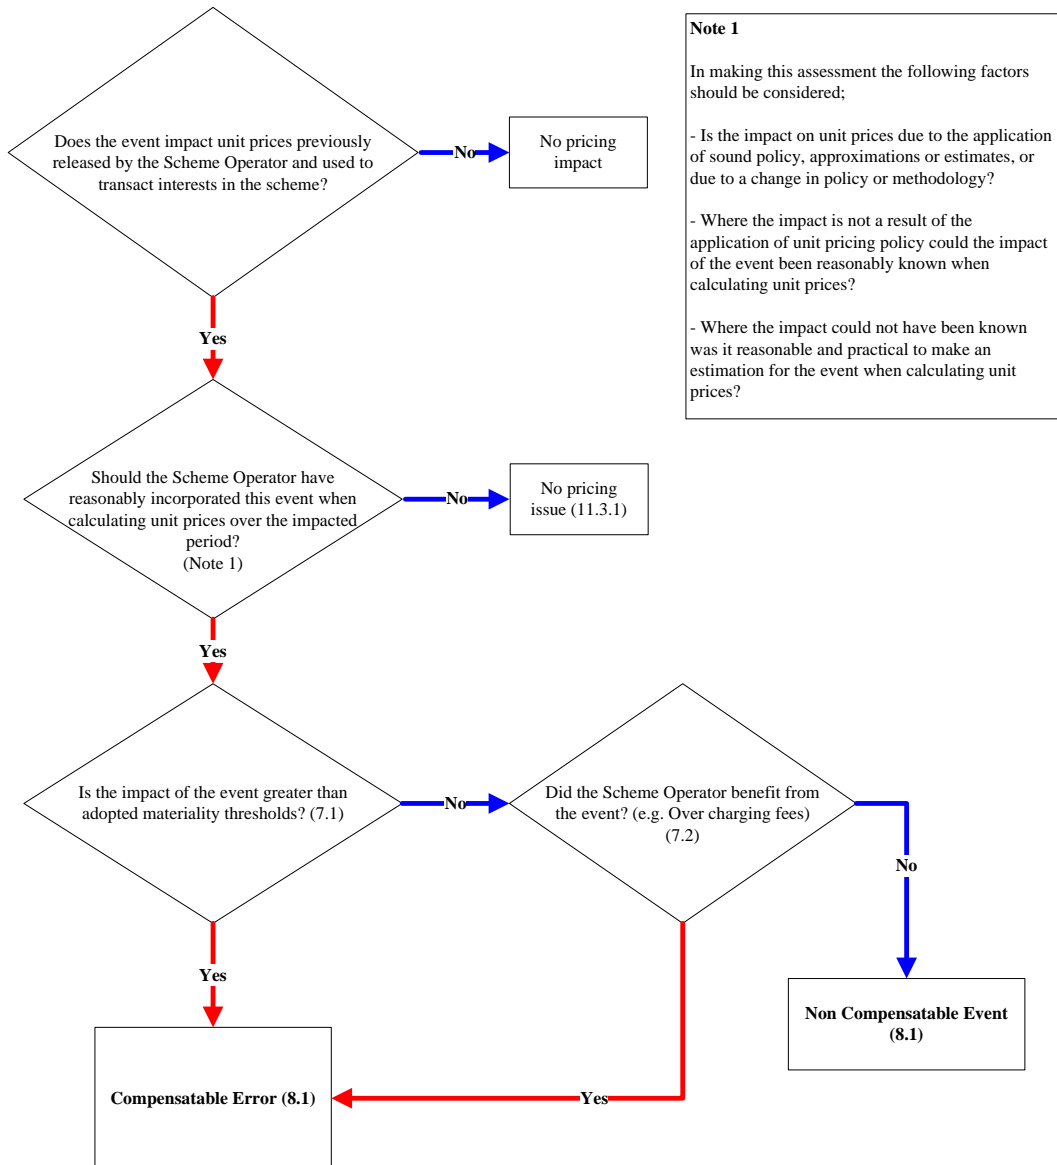 Does the event impact unit prices previously
released by the Scheme Operator and used to
transact interests in the scheme?
No
No pricing
impact
Note 1
In making this assessment the following factors
should be considered;
- Is the impact on unit prices due to the application
of sound policy, approximations or estimates, or
due to a change in policy or methodology?
- Where the impact is not a result of the
application of unit pricing policy could the impact
of the event been reasonably known when
calculating unit prices?
- Where the impact could not have been known
was it reasonable and practical to make an
estimation for the event when calculating unit
prices?
Yes
Should the Scheme Operator have
reasonably incorporated this event when
calculating unit prices over the impacted
period?
(Note 1)
No
No pricing
issue (11.3.1)
Yes
Is the impact of the event greater than
adopted materiality thresholds? (7.1)
No
Did the Scheme Operator benefit from
the event? (e.g. Over charging fees)
(7.2)
No
Yes
Non Compensatable Event
(8.1)
Compensatable Error (8.1)
Yes